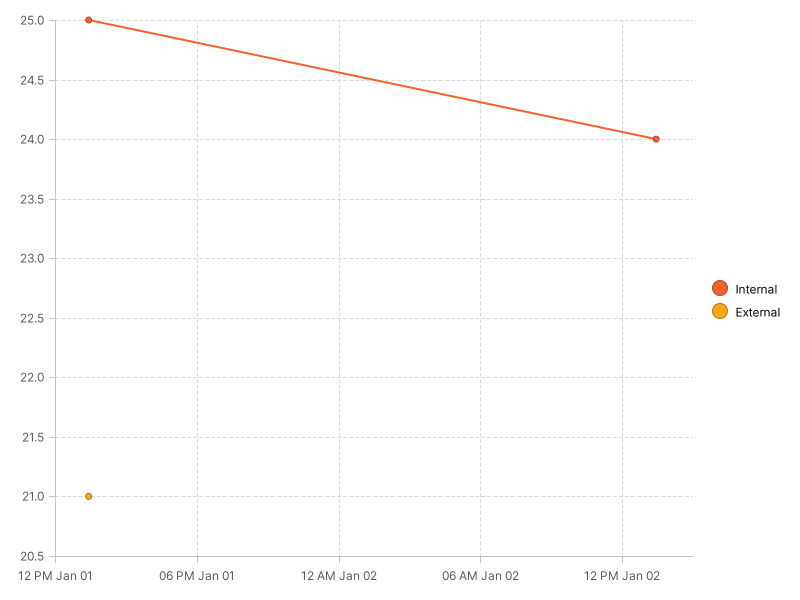 25.0
24.5
24.0
23.5
23.0
22.5
22.0
21.5
21.0
20.5
12 PM Jan 01
06 PM Jan 01
12 AM Jan 02
06 AM Jan 02
12 PM Jan 02
Internal
External